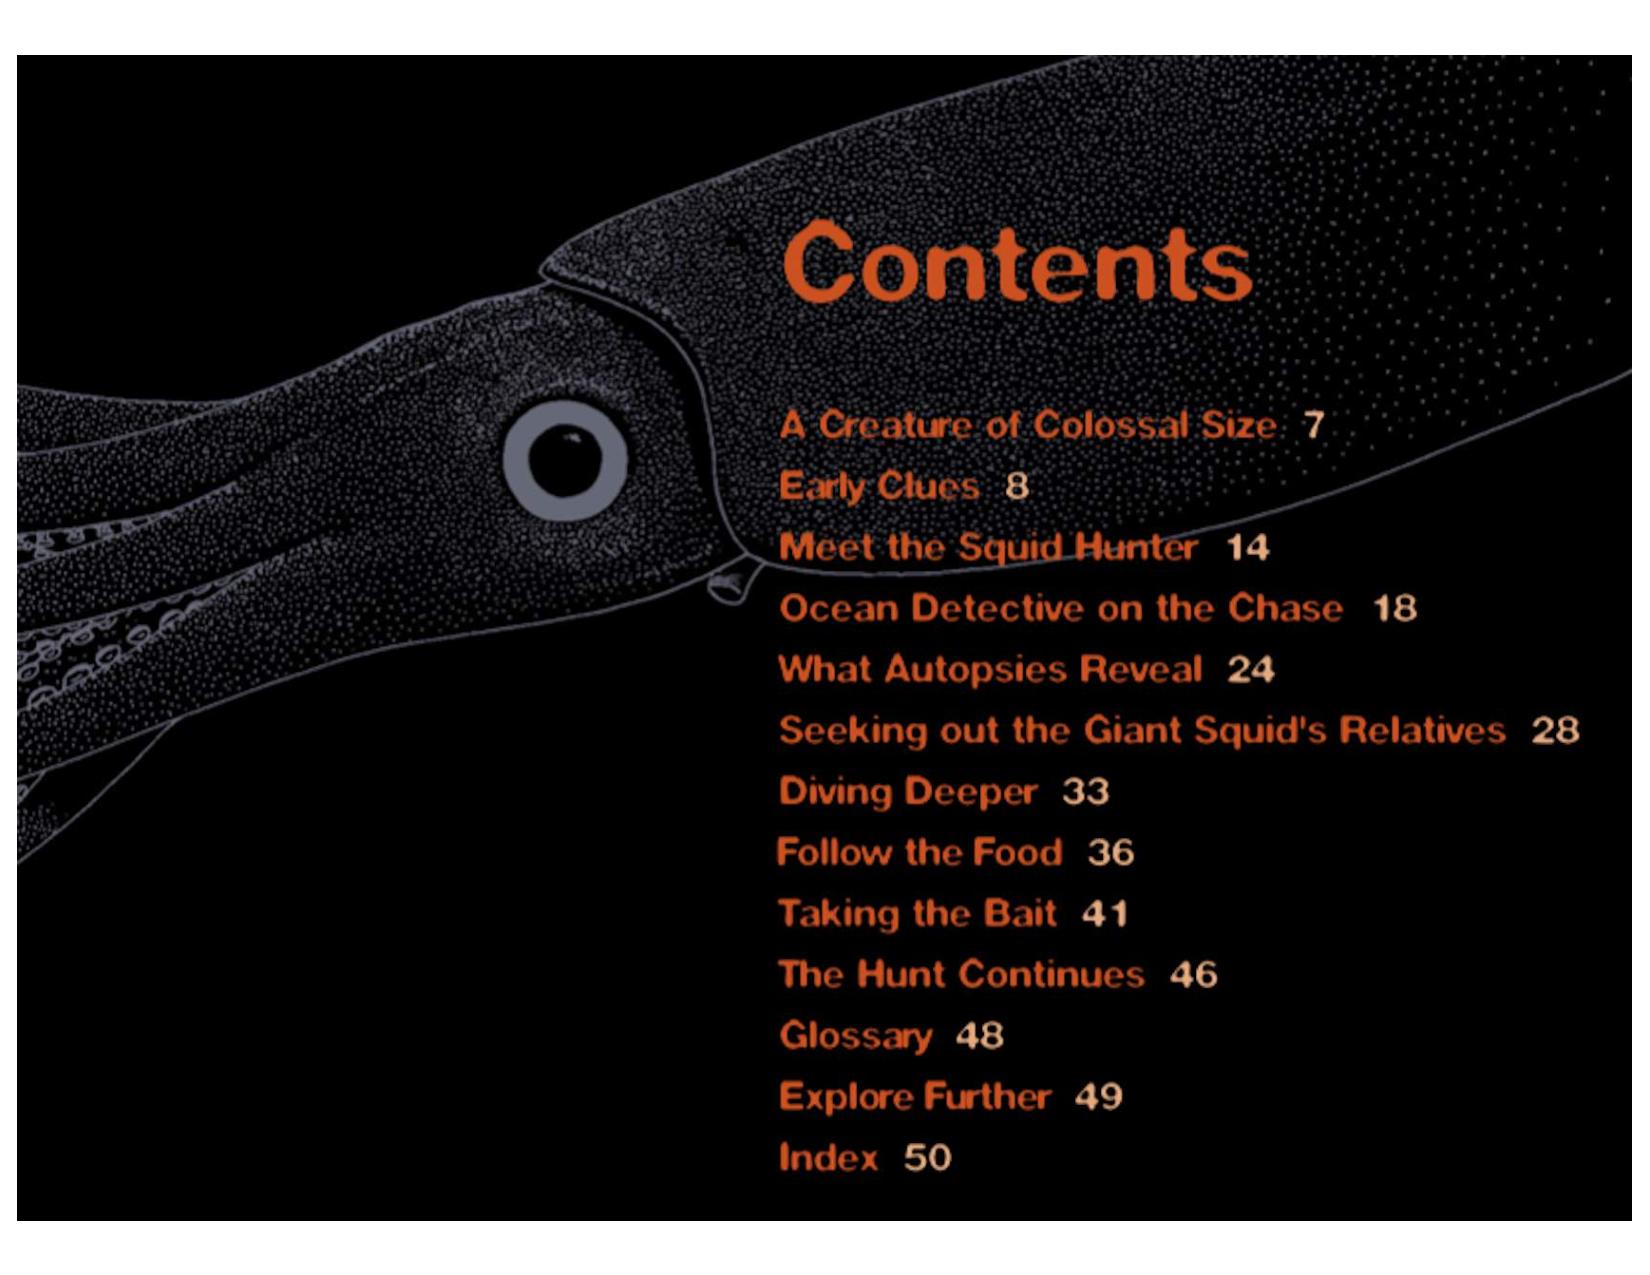 Contents
A Creature of Colossal Size 7
Early Clues 8
Meet the Squid Hunter 14
Ocean Detective on the Chase 18
What Autopsies Reveal 24
Seeking out the Giant Squid's Relatives 28
Diving Deeper 33
Follow the Food 36
Taking the Bait 41
The Hunt Continues 46
Glossary 48
Explore Further 49
Index 50